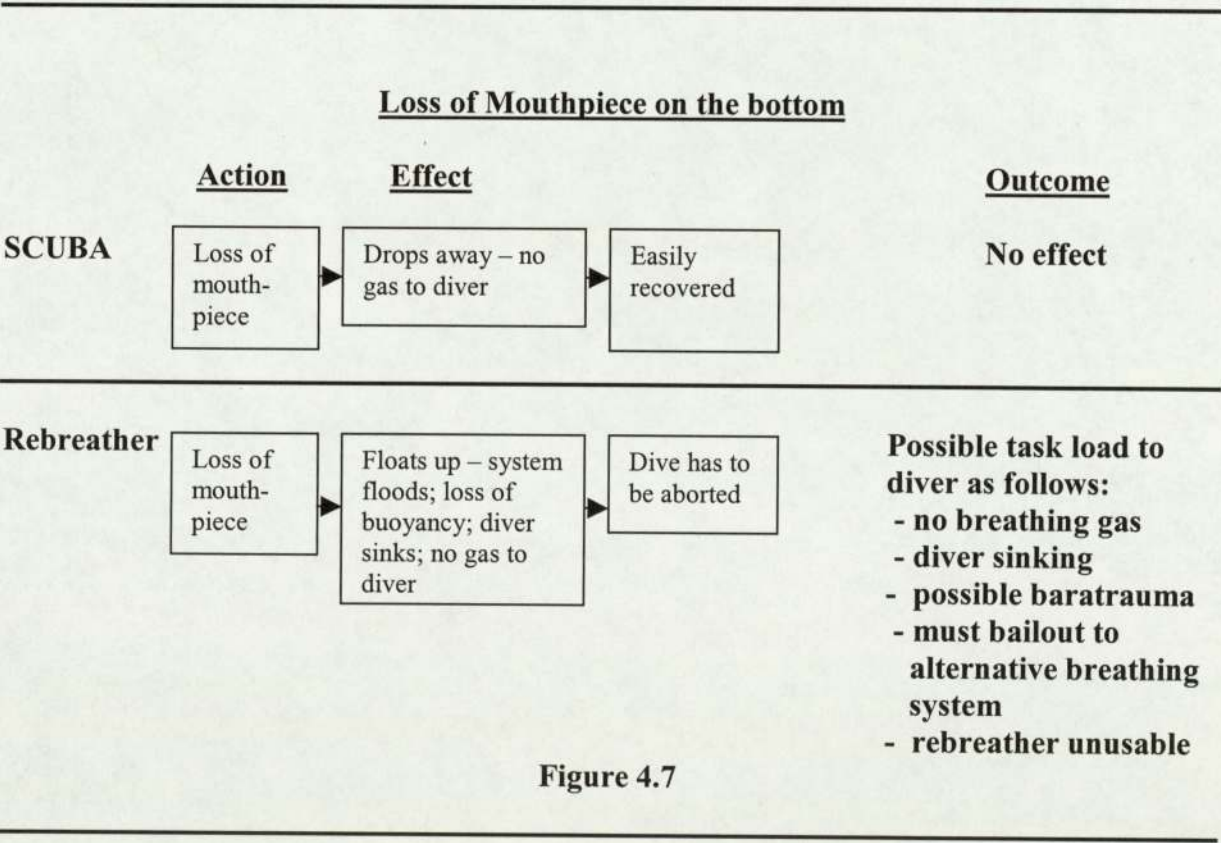 Loss of Mouthpiece on the bottom
Action Effect Outcome
SCUBA
Loss of
mouth-
piece
Drops away – no
gas to diver
Easily
recovered
No effect
Rebreather
Loss of
mouth-
piece
Floats up – system
floods; loss of
buoyancy; diver
sinks; no gas to
diver
Dive has to
be aborted
Possible task load to
diver as follows:
- no breathing gas
- diver sinking
- possible baratrauma
- must bailout to
alternative breathing
system
- rebreather unusable
Figure 4.7